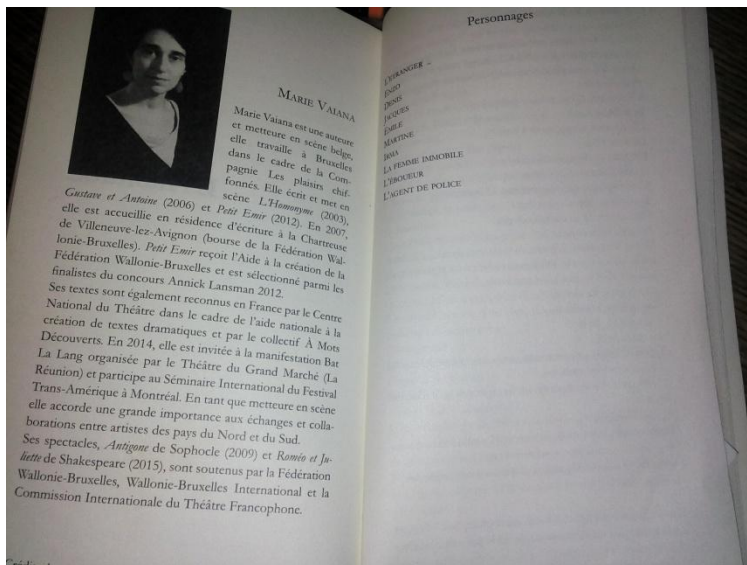 MARIE VAIANA
Marie Vaiana est une auteure
et metteure en scène belge,
elle travaille à Bruxelles
dans le cadre de la Com-
pagnie Les plaisirs chif-
fonnés. Elle écrit et met en
scène L'Homonyme (2003),
Gustave et Antoine (2006) et Petit Emir (2012). En 2007,
elle est accueillie en résidence d'écriture à la Chartreuse
de Villeneuve-lez-Avignon (bourse de la Fédération Wal-
lonie-Bruxelles). Petit Emir reçoit l'Aide à la création de la
Fédération Wallonie-Bruxelles et est sélectionné parmi les
finalistes du concours Annick Lansman 2012.
Ses textes sont également reconnus en France par le Centre
National du Théâtre dans le cadre de l'aide nationale à la
création de textes dramatiques et par le collectif À Mots
Découverts. En 2014, elle est invitée à la manifestation Bat
La Lang organisée par le Théâtre du Grand Marché (La
Réunion) et participe au Séminaire International du Festival
Trans-Amérique à Montréal. En tant que metteure en scène
elle accorde une grande importance aux échanges et colla-
borations entre artistes des pays du Nord et du Sud.
Ses spectacles, Antigone de Sophocle (2009) et Roméo et Ju-
liette de Shakespeare (2015), sont soutenus par la Fédération
Wallonie-Bruxelles, Wallonie-Bruxelles International et la
Commission Internationale du Théâtre Francophone.
Personnages
L'ÉTRANGER
ENZO
DENIS
JACQUES
ÉMILE
MARTINE
IRMA
LA FEMME IMMOBILE
L'ÉBOUEUR
L'AGENT DE POLICE